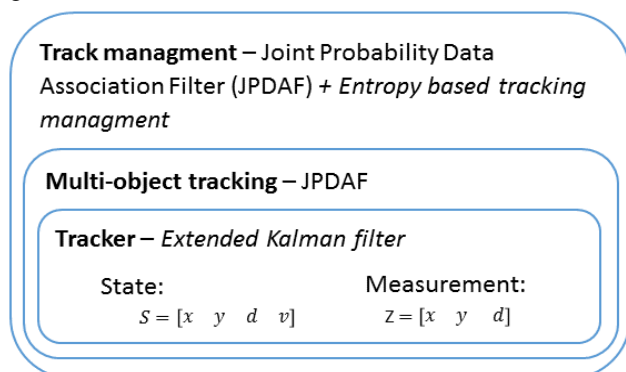 Track managment – Joint Probability Data
Association Filter (JPDAF) + Entropy based tracking
managment
Multi-object tracking – JPDAF
Tracker – Extended Kalman filter
State: Measurement:
S = [x y d v] Z = [x y d]